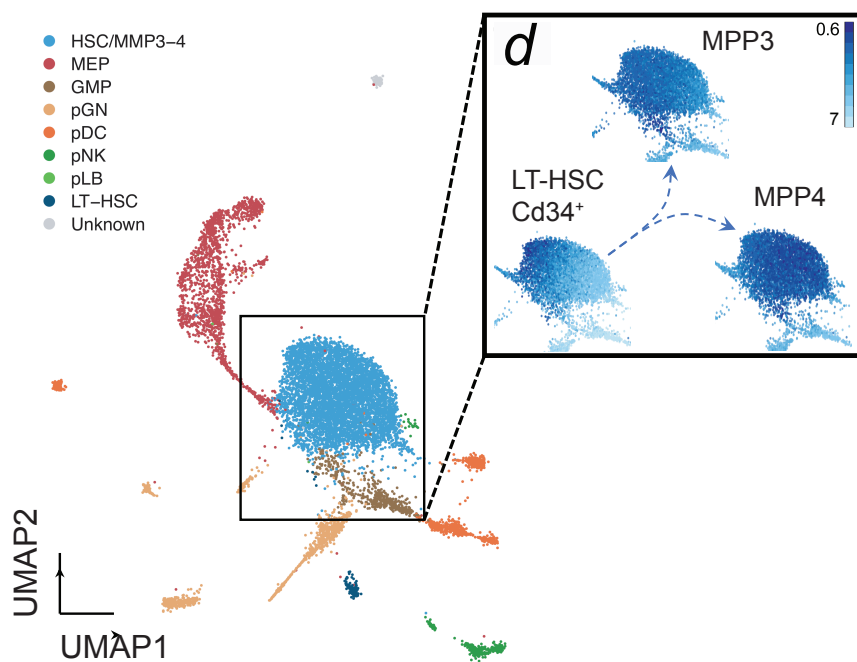 HSC/MMP3-4
MEP
GMP
pGN
pDC
pNK
pLB
LT-HSC
Unknown
UMAP2
UMAP1
d
MPP3
0.6
7
LT-HSC
Cd34+
MPP4